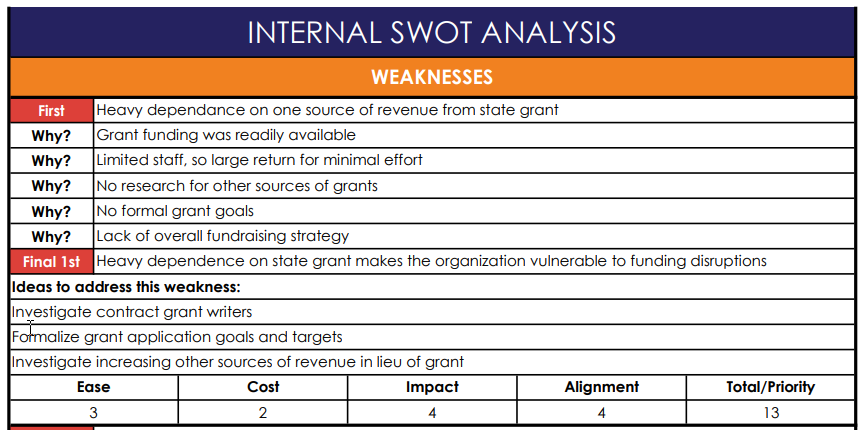 INTERNAL SWOT ANALYSIS
WEAKNESSES
First Heavy dependance on one source of revenue from state grant
Why? Grant funding was readily available
Why? Limited staff, so large return for minimal effort
Why? No research for other sources of grants
Why? No formal grant goals
Why? Lack of overall fundraising strategy
Final 1st Heavy dependence on state grant makes the organization vulnerable to funding disruptions
Ideas to address this weakness:
Investigate contract grant writers
Formalize grant application goals and targets
Investigate increasing other sources of revenue in lieu of grant
Ease Cost Impact Alignment Total/Priority
3 2 4 4 13